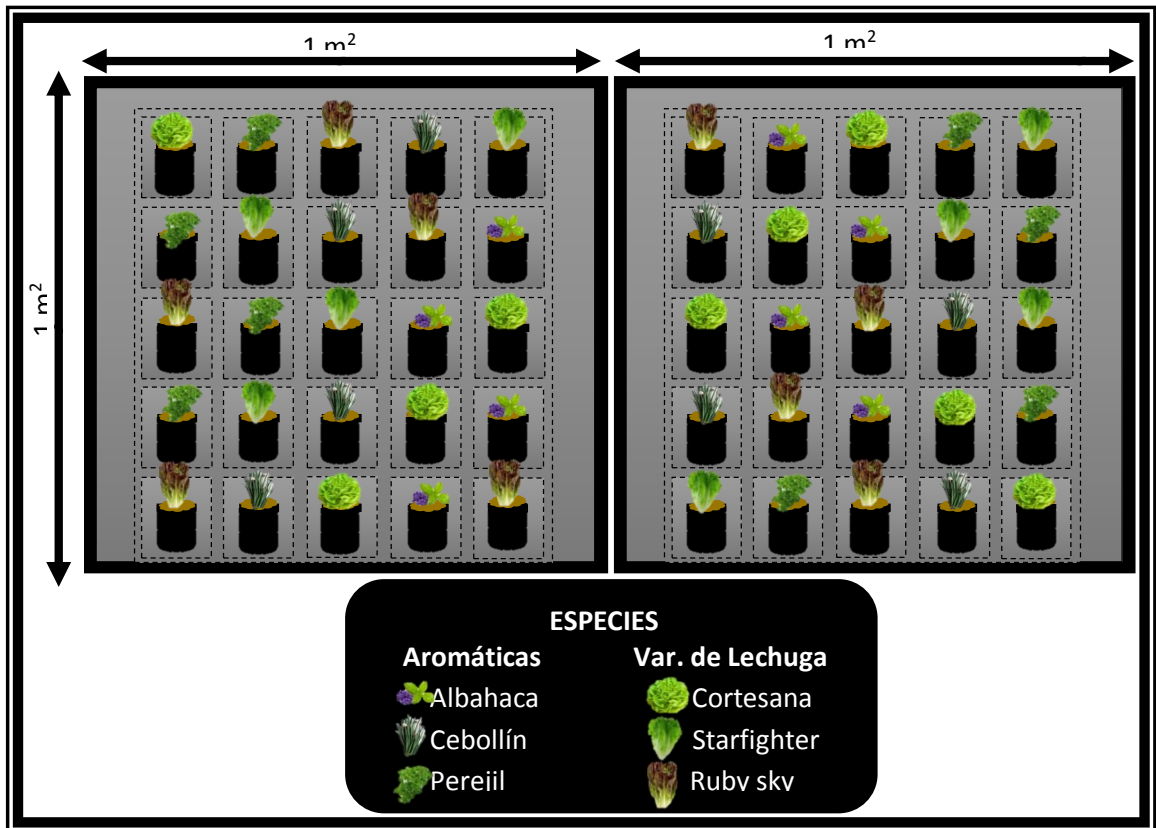 1 m²
1 m²
1 m²
ESPECIES
Aromáticas
Var. de Lechuga
Albahaca
Cortesana
Cebollín
Starfighter
Perejil
Ruby sky